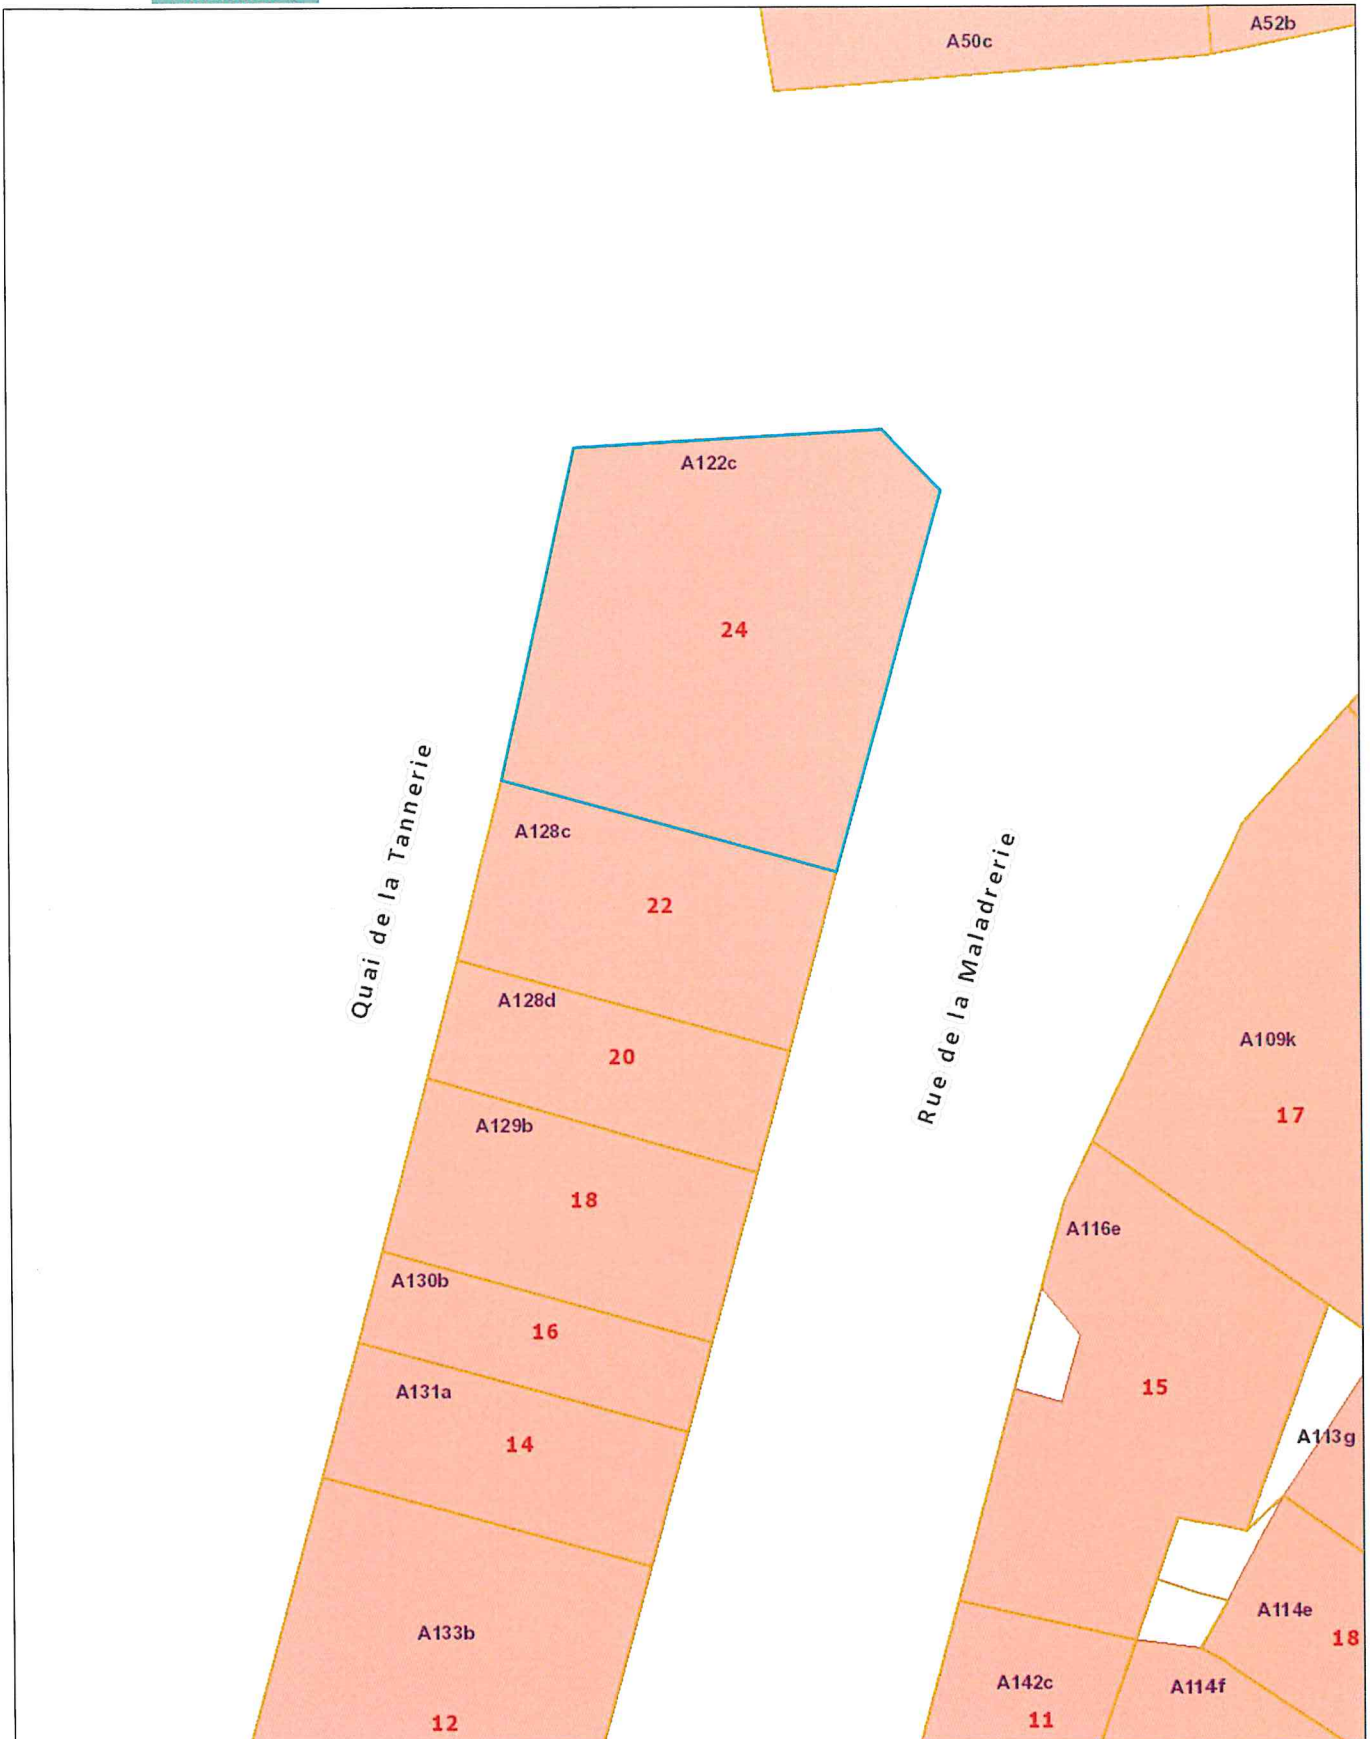 A52b
A50c
A122c
24
Quai de la Tannerie
A128c
22
Rue de la Maladrerie
A128d
20
A109k
17
A129b
18
A116e
A130b
16
15
A131a
14
A113g
A114e
18
A133b
A142c
A114f
12
11